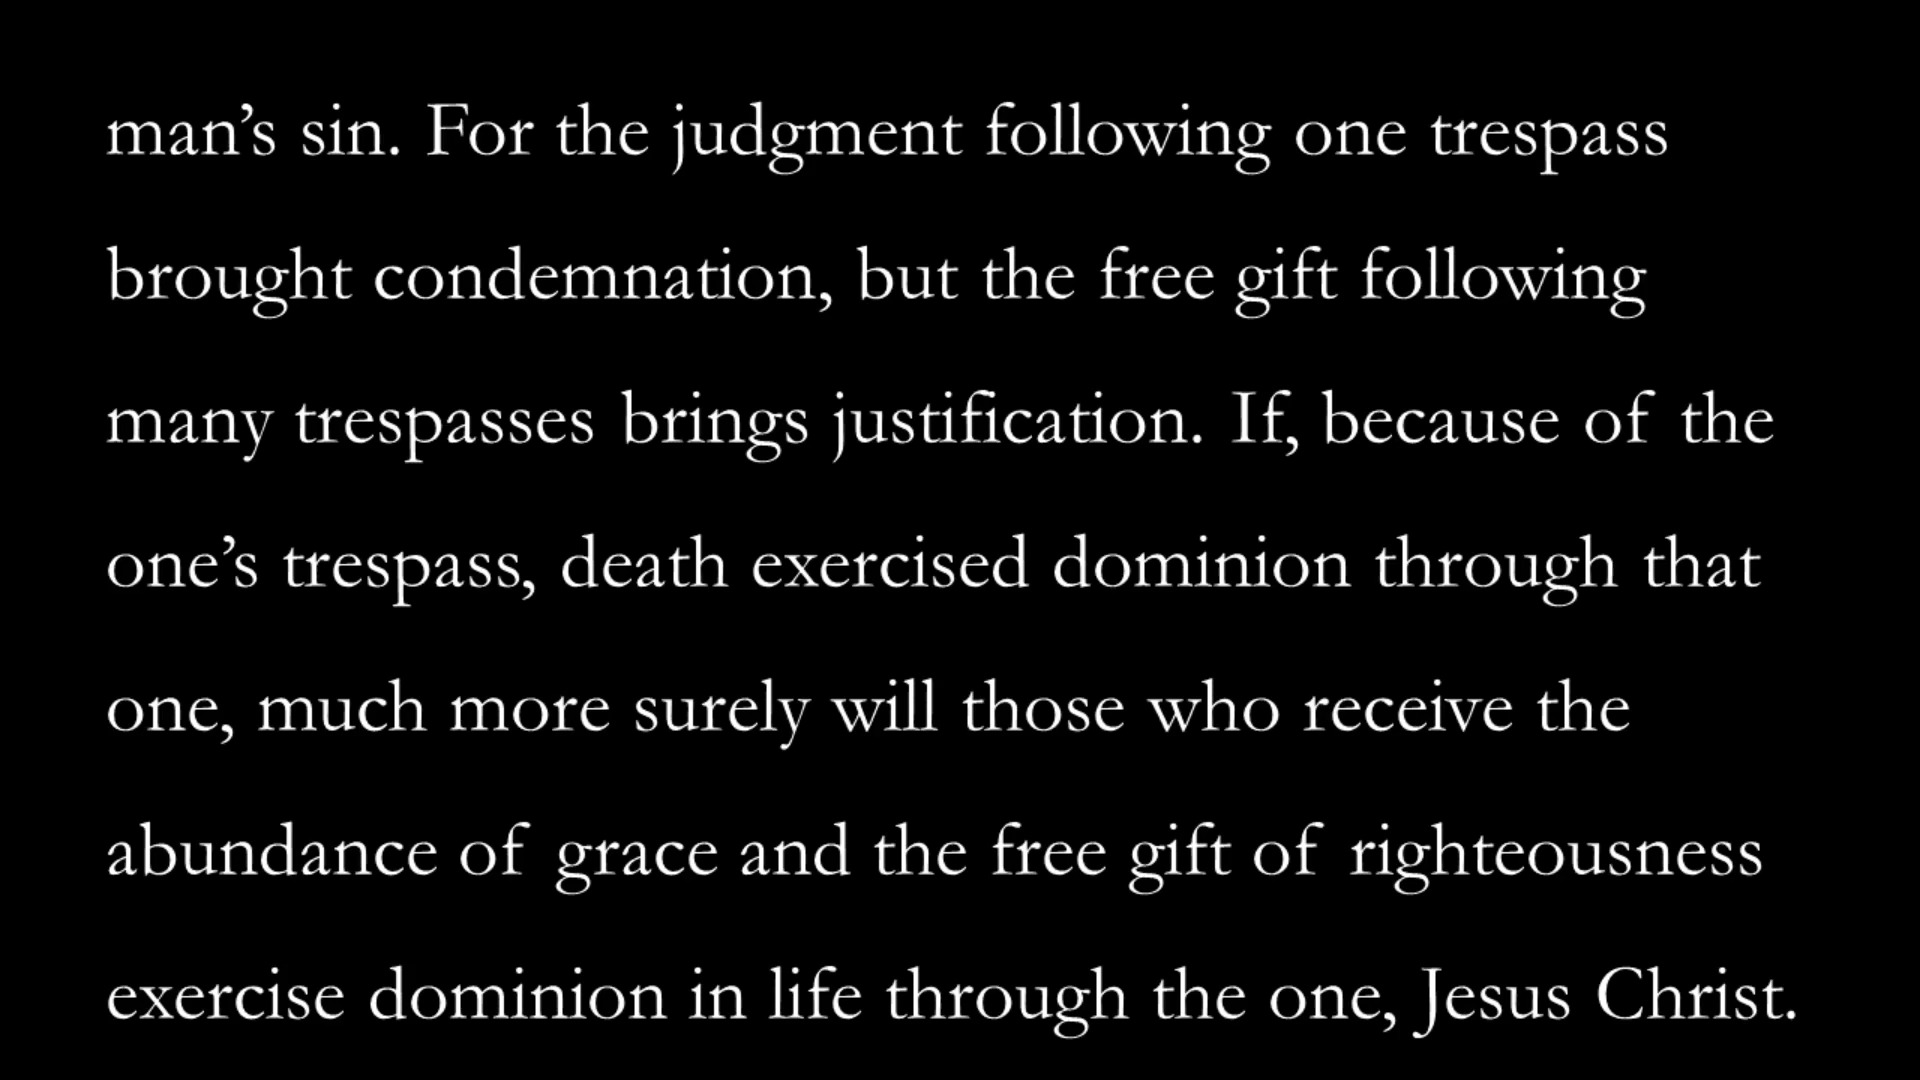 man’s sin. For the judgment following one trespass
brought condemnation, but the free gift following
many trespasses brings justification. If, because of the
one’s trespass, death exercised dominion through that
one, much more surely will those who receive the
abundance of grace and the free gift of righteousness
exercise dominion in life through the one, Jesus Christ.